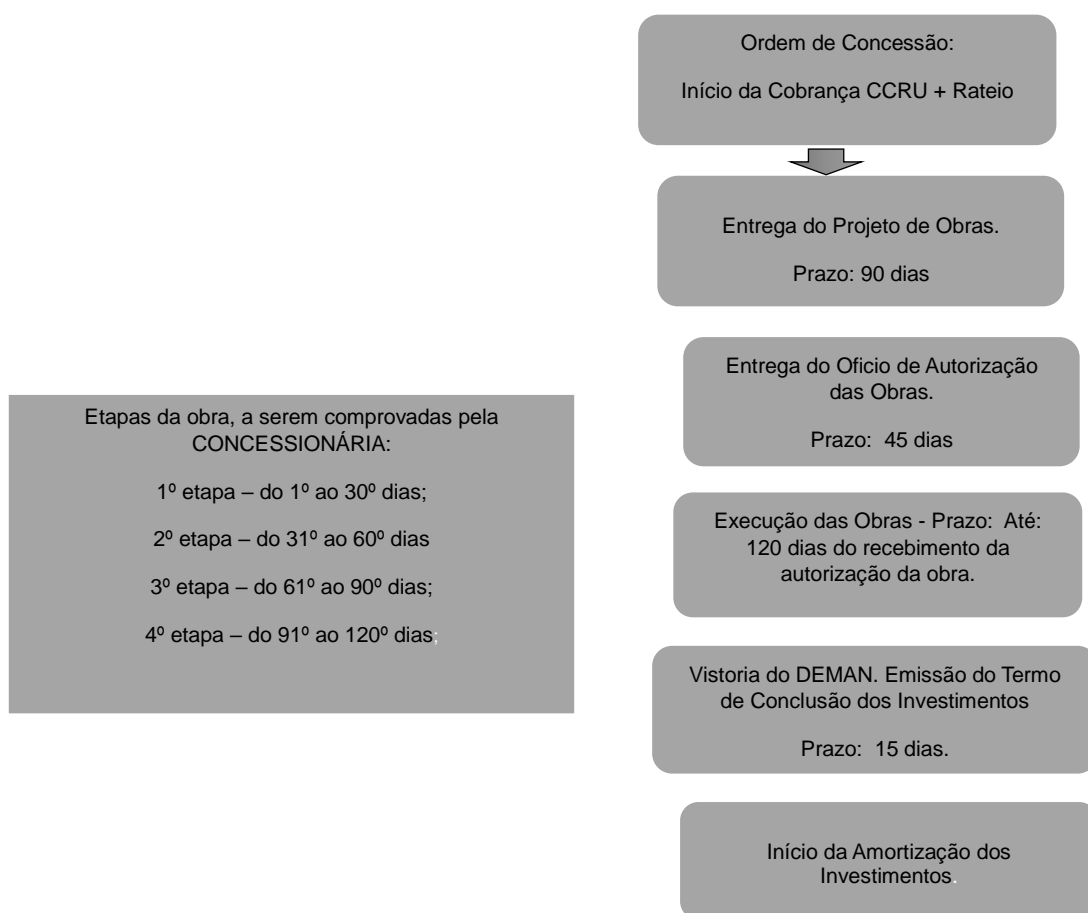 Ordem de Concessão:
Início da Cobrança CCRU + Rateio
Entrega do Projeto de Obras.
Prazo: 90 dias
Entrega do Oficio de Autorização
das Obras.
Prazo: 45 dias
Etapas da obra, a serem comprovadas pela
CONCESSIONÁRIA:
1º etapa – do 1º ao 30º dias;
2º etapa – do 31º ao 60º dias
3º etapa – do 61º ao 90º dias;
4º etapa – do 91º ao 120º dias;
Execução das Obras - Prazo: Até:
120 dias do recebimento da
autorização da obra.
Vistoria do DEMAN. Emissão do Termo
de Conclusão dos Investimentos
Prazo: 15 dias.
Início da Amortização dos
Investimentos.